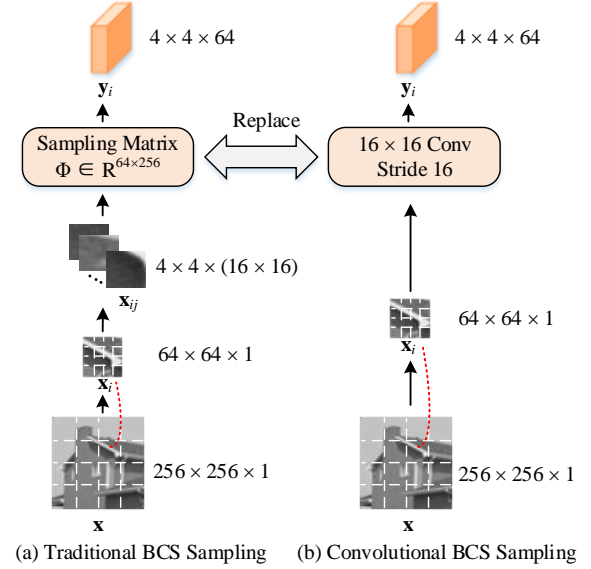 4 × 4 × 64
y_i
Sampling Matrix
Φ ∈ R^{64×256}
4 × 4 × (16 × 16)
x_{ij}
64 × 64 × 1
x_i
256 × 256 × 1
x
(a) Traditional BCS Sampling
Replace
4 × 4 × 64
y_i
16 × 16 Conv
Stride 16
64 × 64 × 1
x_i
256 × 256 × 1
x
(b) Convolutional BCS Sampling